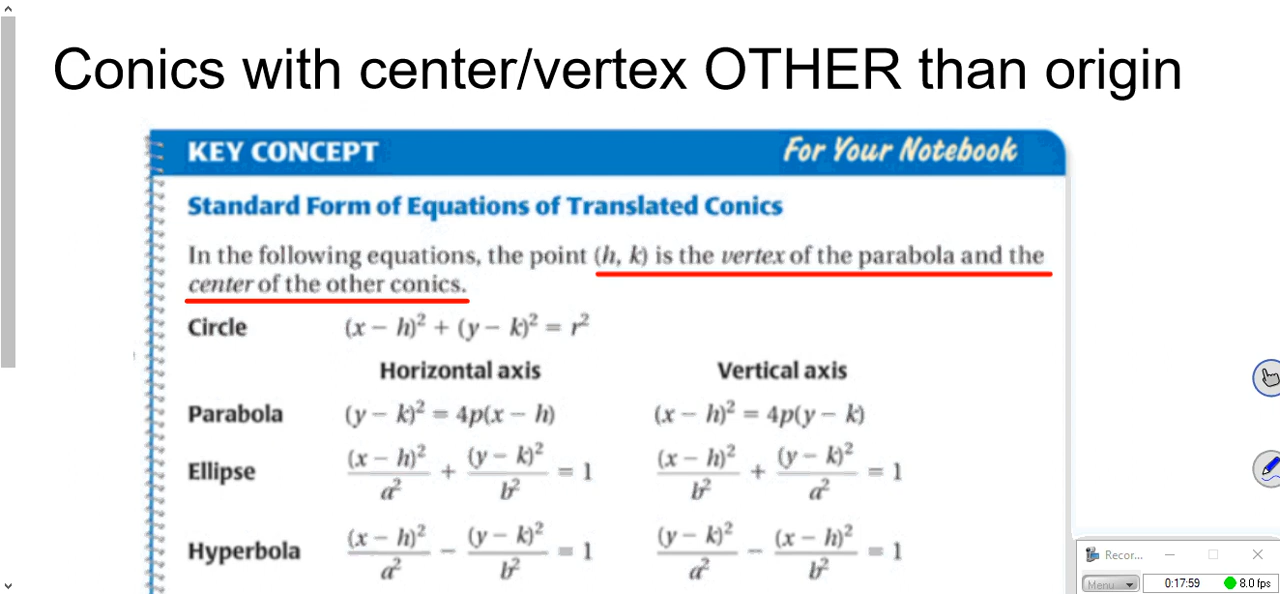 Conics with center/vertex OTHER than origin
KEY CONCEPT For Your Notebook
Standard Form of Equations of Translated Conics
In the following equations, the point (h, k) is the vertex of the parabola and the
center of the other conics.
Circle (x − h)² + (y − k)² = r²
Horizontal axis Vertical axis
Parabola (y − k)² = 4p(x − h) (x − h)² = 4p(y − k)
Ellipse (x − h)²/a² + (y − k)²/b² = 1 (x − h)²/b² + (y − k)²/a² = 1
Hyperbola (x − h)²/a² − (y − k)²/b² = 1 (y − k)²/a² − (x − h)²/b² = 1
Recor...
Menu 0:17:59 8.0 fps